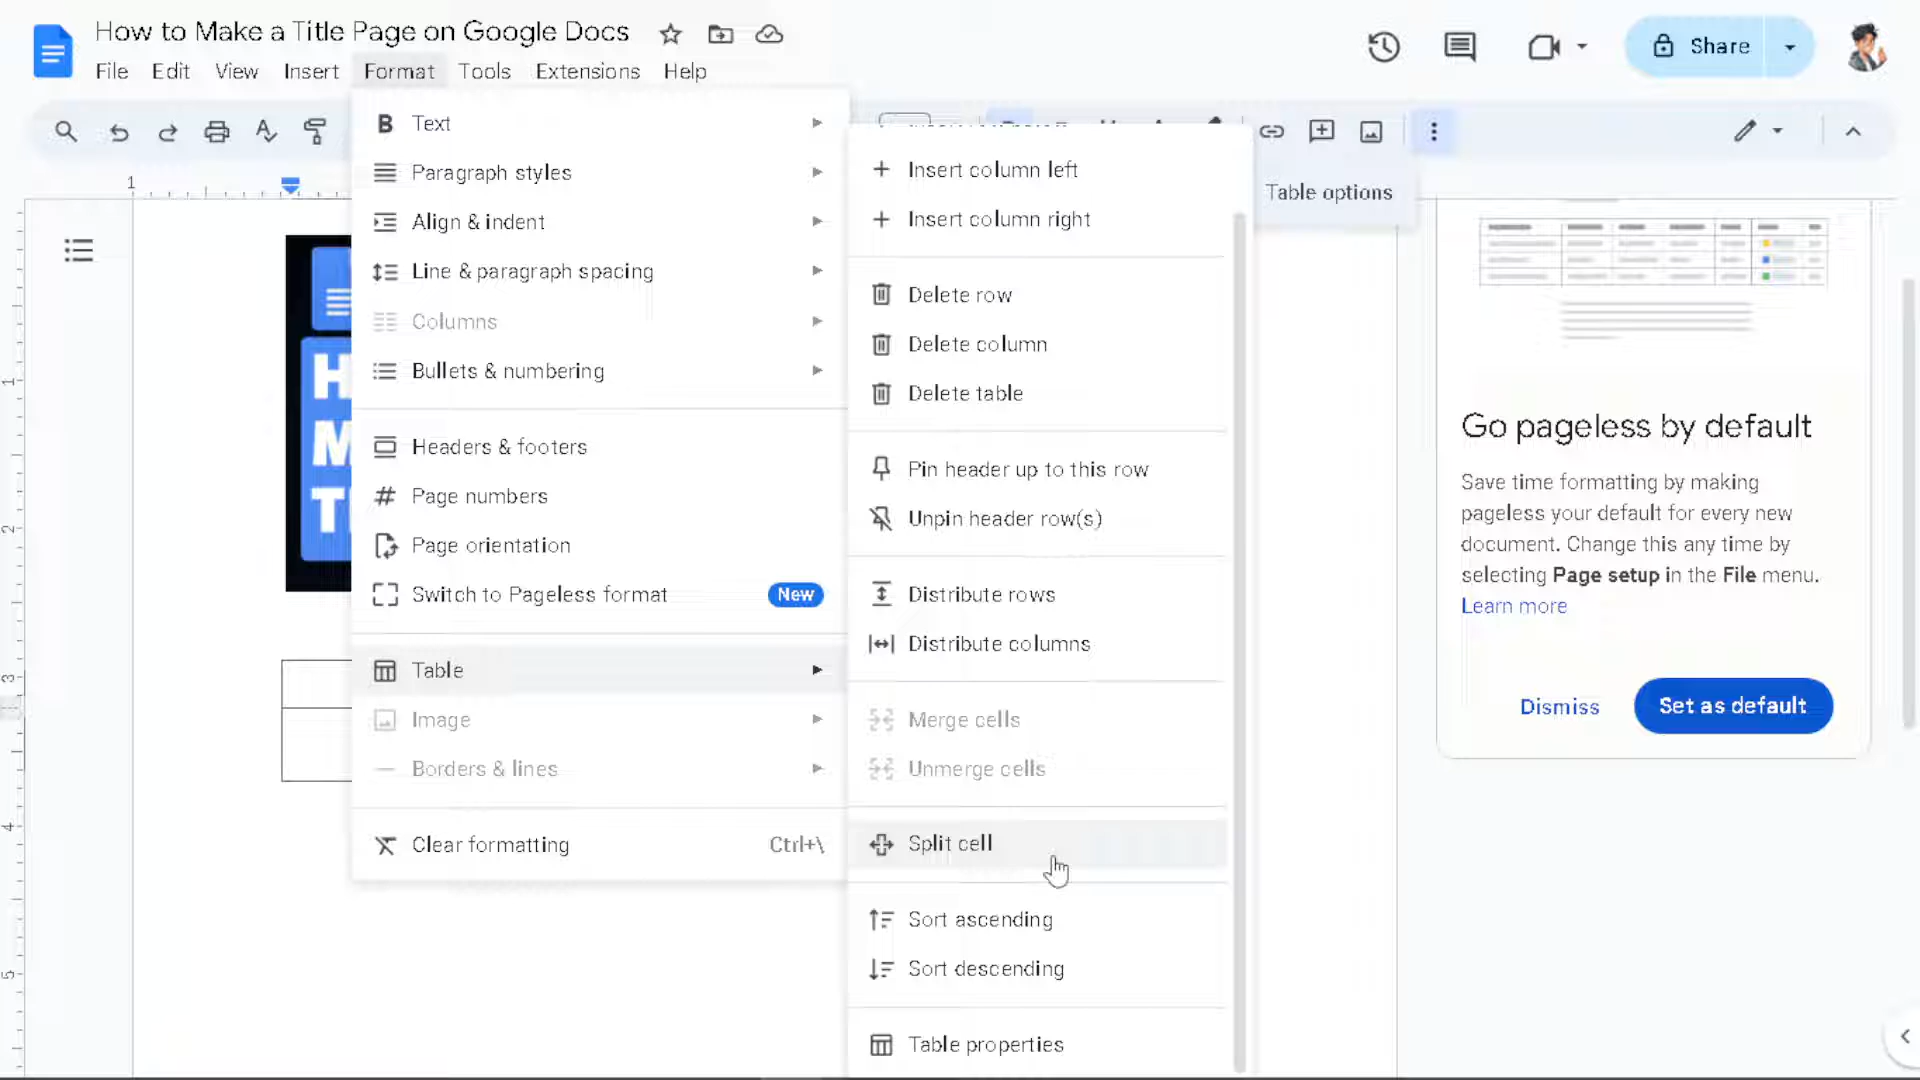 How to Make a Title Page on Google Docs
File Edit View Insert Format Tools Extensions Help
Share
1
Text
Paragraph styles
Align & indent
Line & paragraph spacing
Columns
Bullets & numbering
Headers & footers
Page numbers
Page orientation
Switch to Pageless format New
Table
Image
Borders & lines
Clear formatting Ctrl+\
Insert column left
Insert column right
Delete row
Delete column
Delete table
Pin header up to this row
Unpin header row(s)
Distribute rows
Distribute columns
Merge cells
Unmerge cells
Split cell
Sort ascending
Sort descending
Table properties
Table options
H
M
1
2
3
4
5
Go pageless by default
Save time formatting by making
pageless your default for every new
document. Change this any time by
selecting Page setup in the File menu.
Learn more
Dismiss Set as default